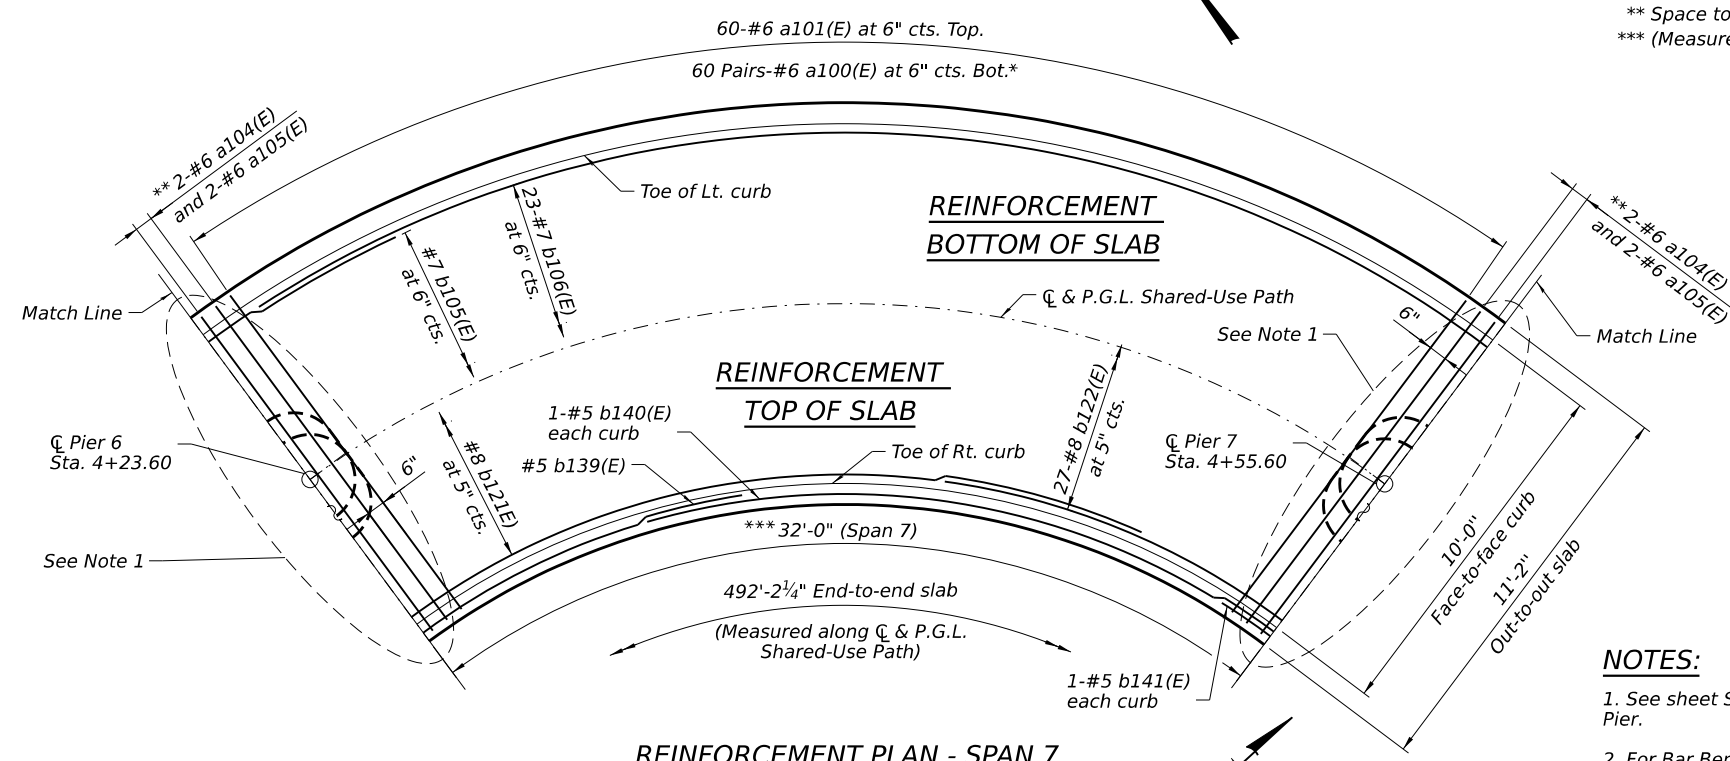 60-#6 a101(E) at 6" cts. Top.
60 Pairs-#6 a100(E) at 6" cts. Bot.*
** Space to
*** (Measure
** 2-#6 a104(E)
and 2-#6 a105(E)
Toe of Lt. curb
23-#7 b106(E)
at 6" cts.
#7 b105(E)
at 6" cts.
REINFORCEMENT
BOTTOM OF SLAB
** 2-#6 a104(E)
and 2-#6 a105(E)
Match Line
℄ & P.G.L. Shared-Use Path
See Note 1
6"
Match Line
REINFORCEMENT
TOP OF SLAB
1-#5 b140(E)
each curb
#5 b139(E)
Toe of Rt. curb
27-#8 b122(E)
at 5" cts.
℄ Pier 6
Sta. 4+23.60
6"
#8 b121E)
at 5" cts.
℄ Pier 7
Sta. 4+55.60
See Note 1
*** 32'-0" (Span 7)
492'-2¼" End-to-end slab
(Measured along ℄ & P.G.L.
Shared-Use Path)
10'-0"
Face-to-face curb
11'-2"
Out-to-out slab
1-#5 b141(E)
each curb
NOTES:
1. See sheet S
Pier.
2. For Bar Ben
REINFORCEMENT PLAN - SPAN 7